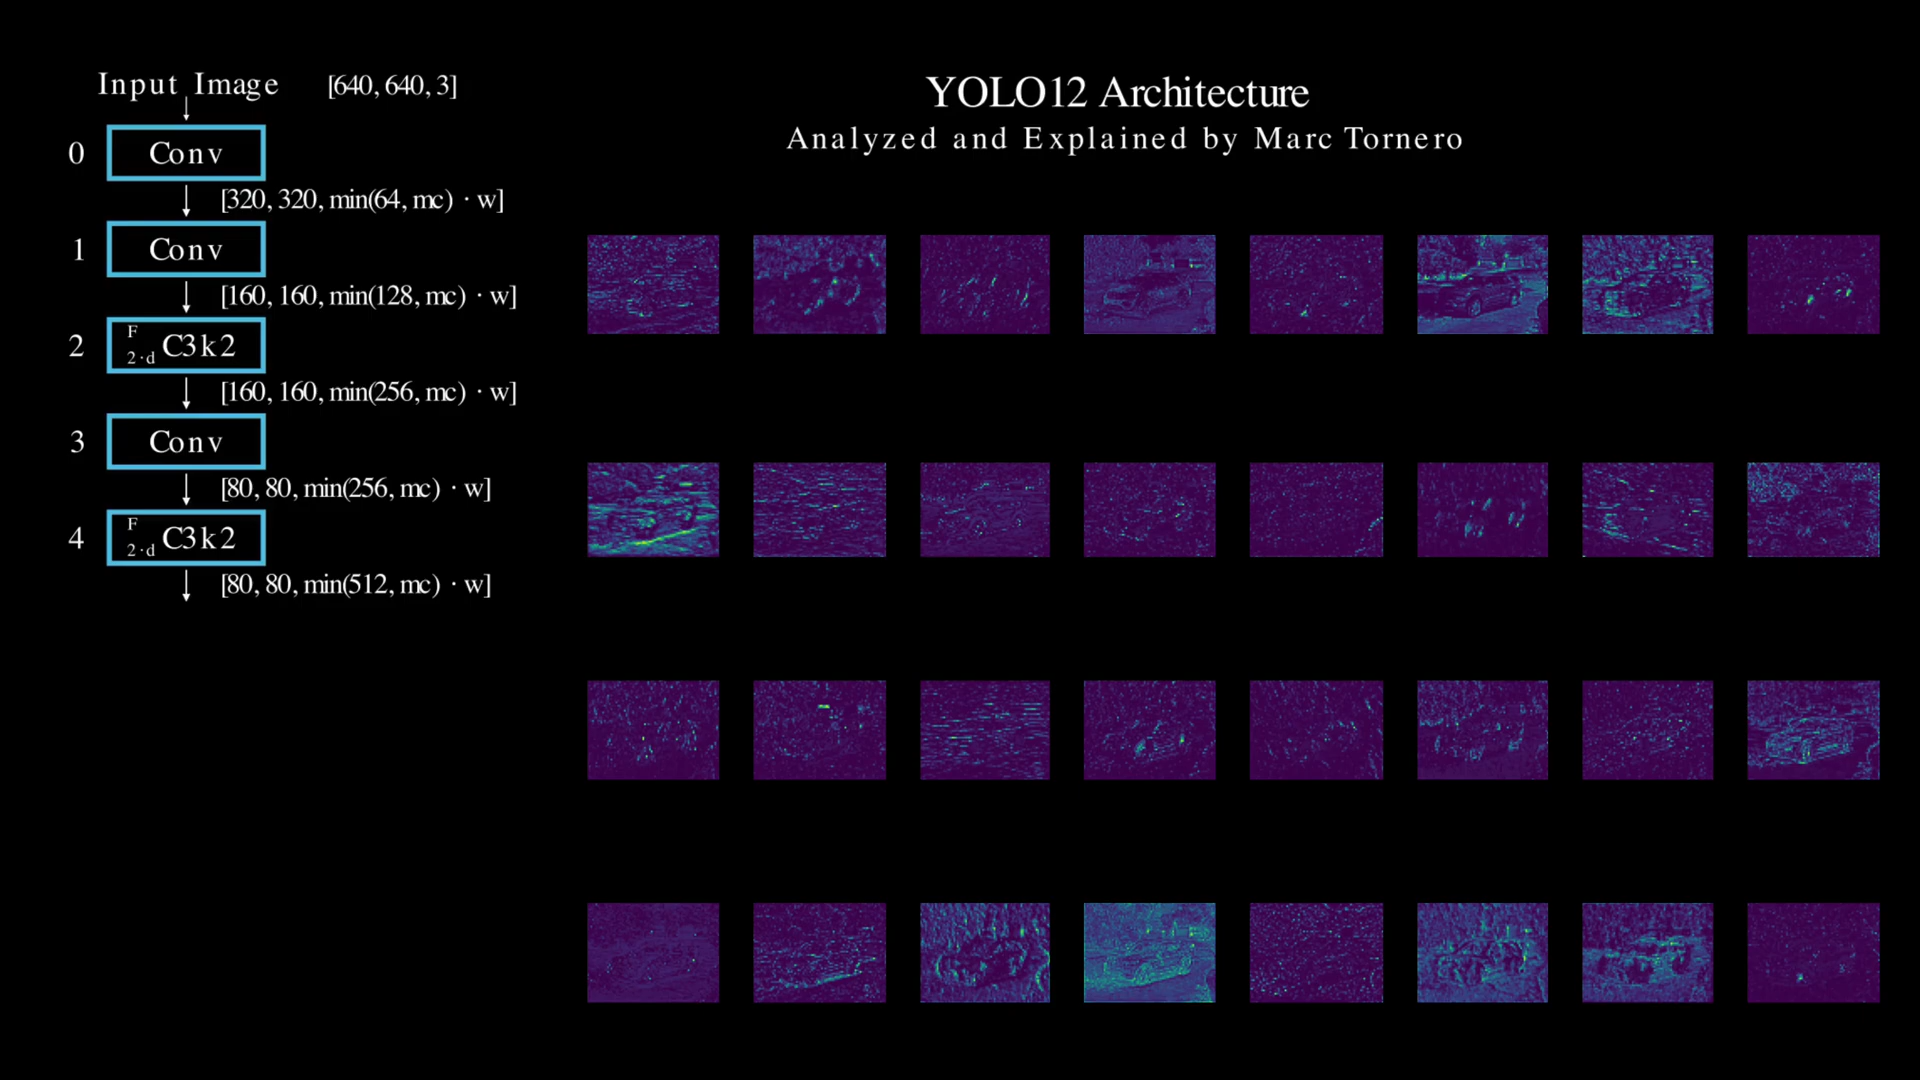 YOLO12 Architecture
Analyzed and Explained by Marc Tornero
Input Image [640, 640, 3]
0 Conv
[320, 320, min(64, mc) · w]
1 Conv
[160, 160, min(128, mc) · w]
2 F 2·d C3k2
[160, 160, min(256, mc) · w]
3 Conv
[80, 80, min(256, mc) · w]
4 F 2·d C3k2
[80, 80, min(512, mc) · w]